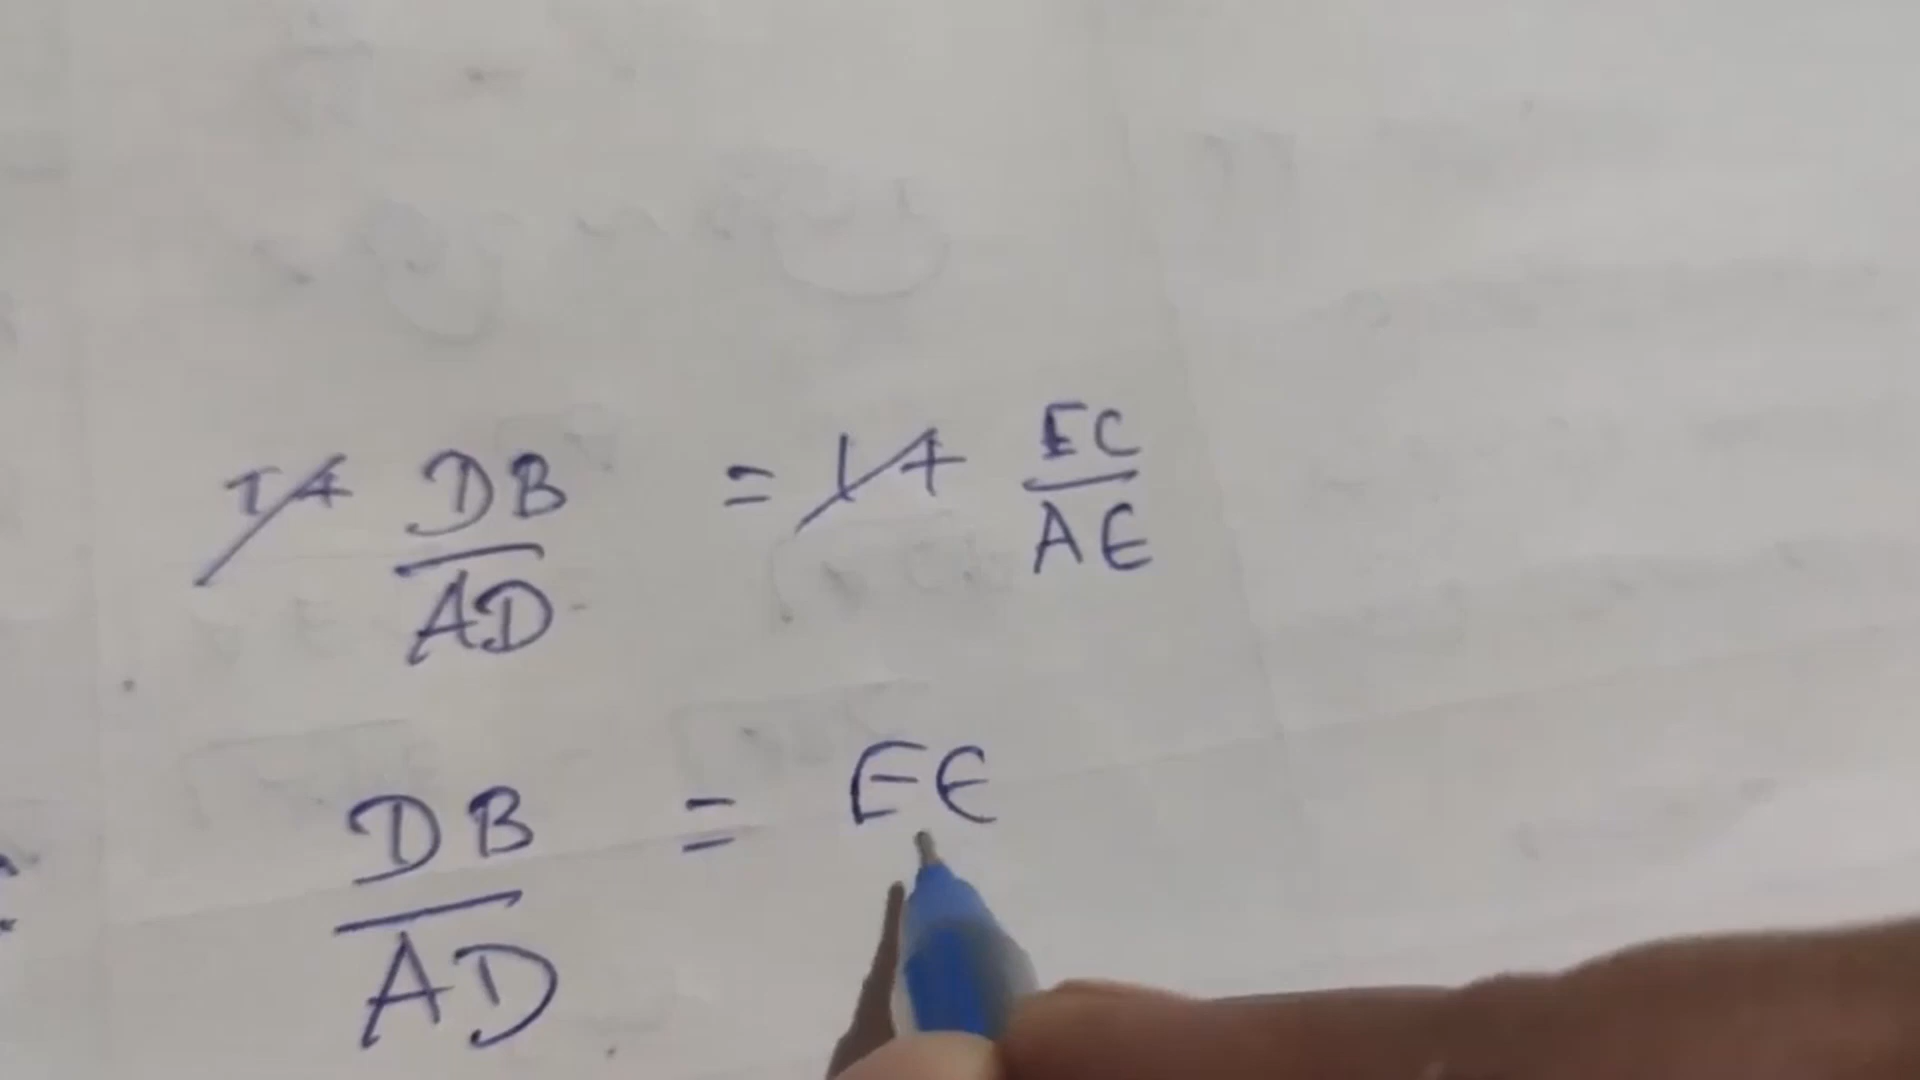 1+ DB/AD = 1+ EC/AE
DB/AD = EE